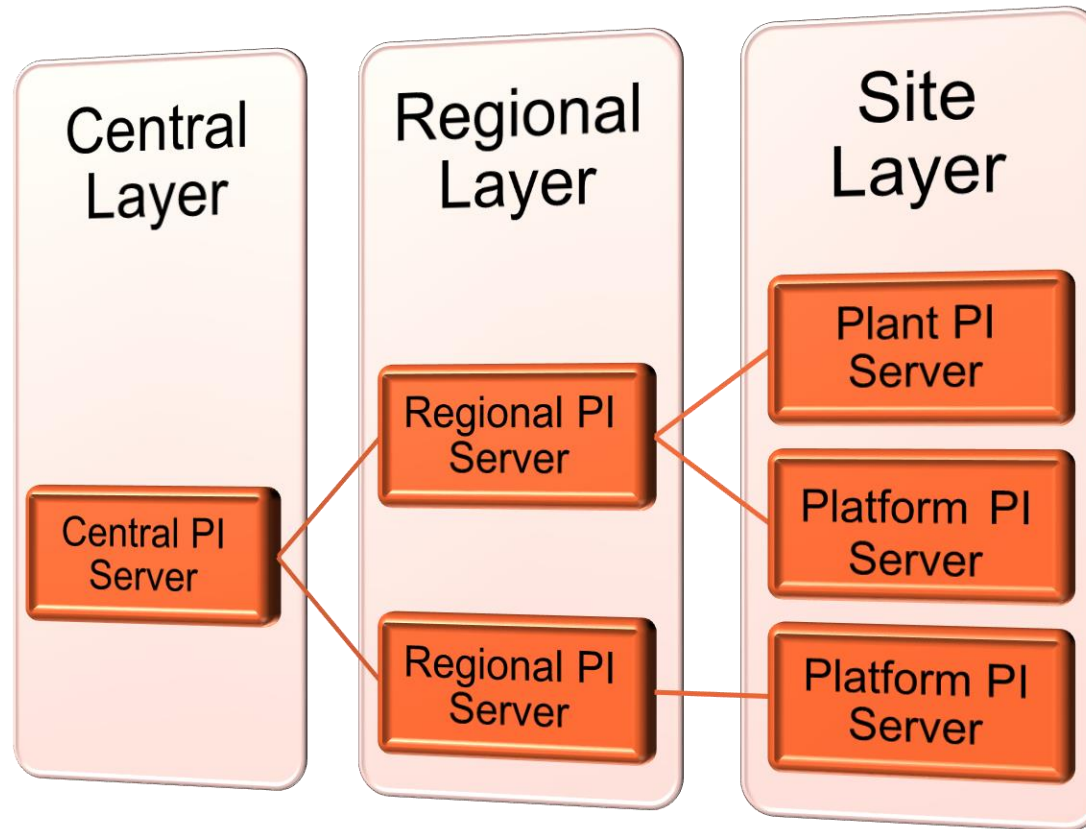 Central
Layer
Central PI
Server
Regional
Layer
Regional PI
Server
Regional PI
Server
Site
Layer
Plant PI
Server
Platform PI
Server
Platform PI
Server